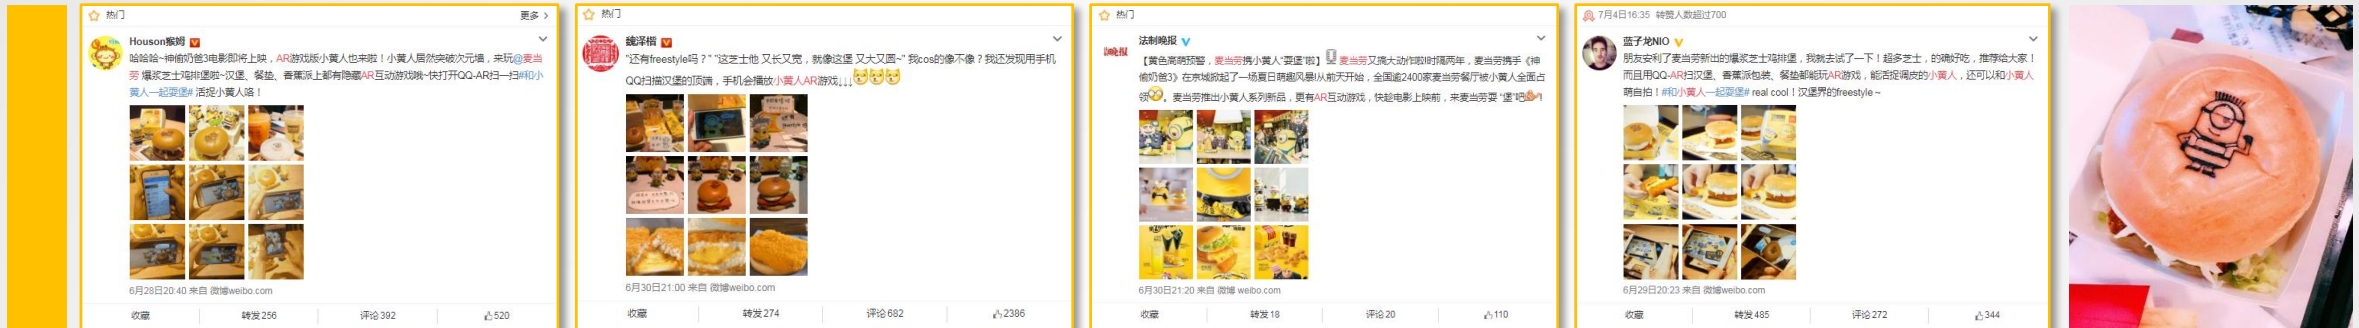 热门
更多 >
Houson猴姆
哈哈哈~神偷奶爸3电影即将上映，AR游戏版小黄人也来啦！小黄人居然突破次元墙，来玩@麦当
劳 爆浆芝士鸡排堡啦~汉堡、餐垫、香蕉派上都有隐藏AR互动游戏哦~快打开QQ-AR扫一扫#和小
黄人一起耍堡# 活捉小黄人咯！
6月28日20:40 来自 微博weibo.com
收藏
转发 256
评论 392
520
热门
魏泽楷
"还有freestyle吗？" "这芝士他 又长又宽，就像这堡 又大又圆~" 我cos的像不像？我还发现用手机
QQ扫描汉堡的顶端，手机会播放小黄人AR游戏↓↓↓
6月30日21:00 来自 微博weibo.com
收藏
转发 274
评论 682
2386
热门
法制晚报
【黄色高萌预警，麦当劳携小黄人"耍堡"啦】麦当劳又搞大动作啦!时隔两年，麦当劳携手《神
偷奶爸3》在京城掀起了一场夏日萌趣风暴!从前天开始，全国逾2400家麦当劳餐厅被小黄人全面占
领。麦当劳推出小黄人系列新品，更有AR互动游戏，快趁电影上映前，来麦当劳耍 "堡"吧!
6月30日21:20 来自 微博 weibo.com
收藏
转发 18
评论 20
110
7月4日16:35 转赞人数超过700
蓝子龙NIO
朋友安利了麦当劳新出的爆浆芝士鸡排堡，我就去试了一下！超多芝士，的确好吃，推荐给大家！
而且用QQ-AR扫汉堡、香蕉派包装、餐垫都能玩AR游戏，能活捉调皮的小黄人，还可以和小黄人
萌自拍！#和小黄人一起耍堡# real cool！汉堡界的freestyle ~
6月29日20:23 来自 微博weibo.com
收藏
转发 485
评论 272
344